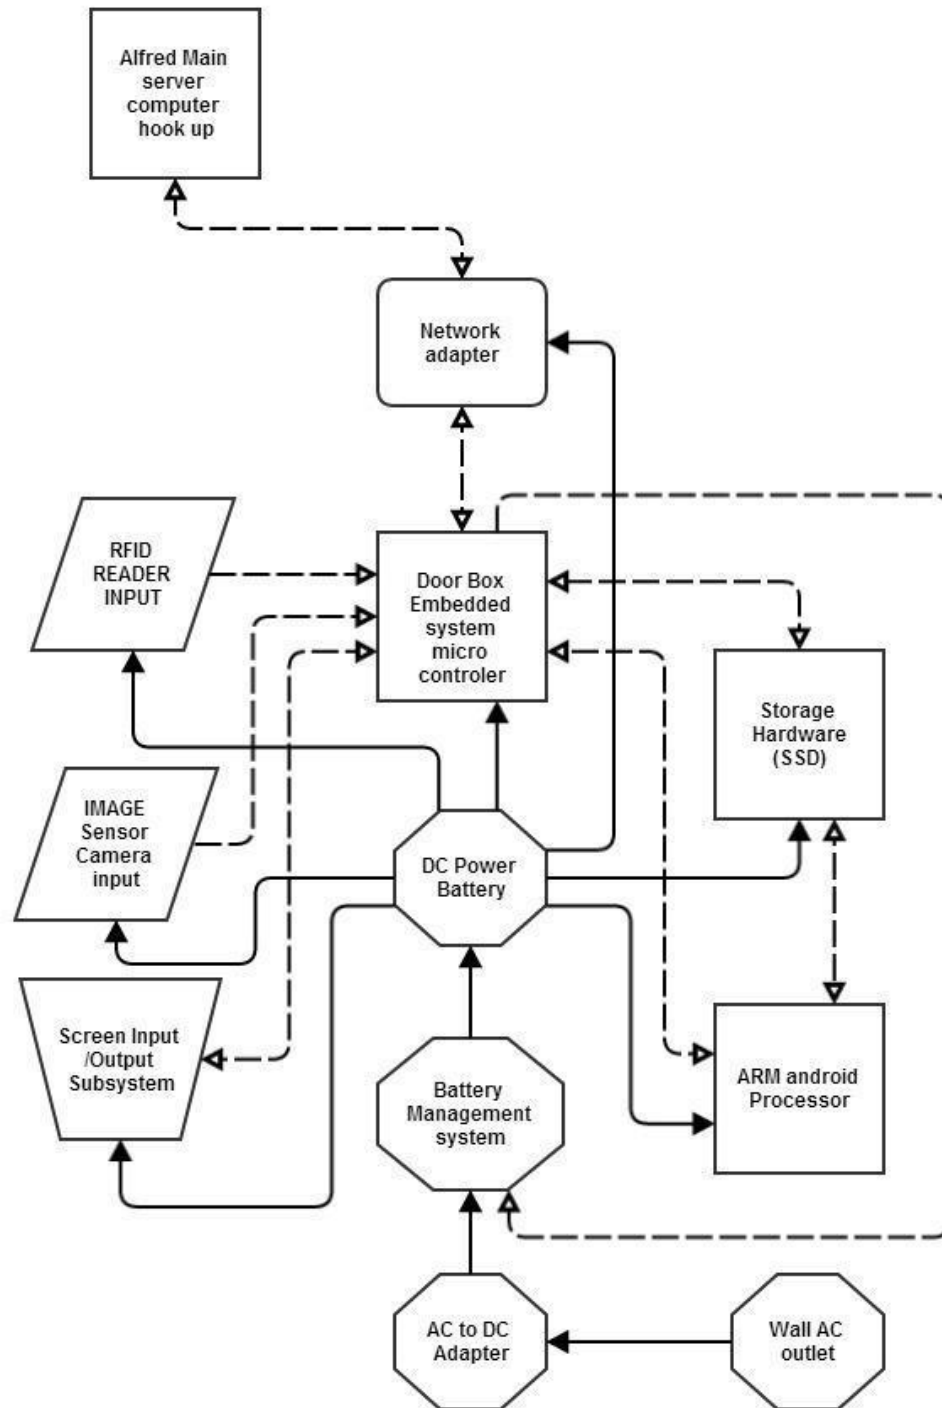 Alfred Main
server
computer
hook up
Network
adapter
RFID
READER
INPUT
Door Box
Embedded
system
micro
controler
Storage
Hardware
(SSD)
IMAGE
Sensor
Camera
input
DC Power
Battery
Screen Input
/Output
Subsystem
Battery
Management
system
ARM android
Processor
AC to DC
Adapter
Wall AC
outlet